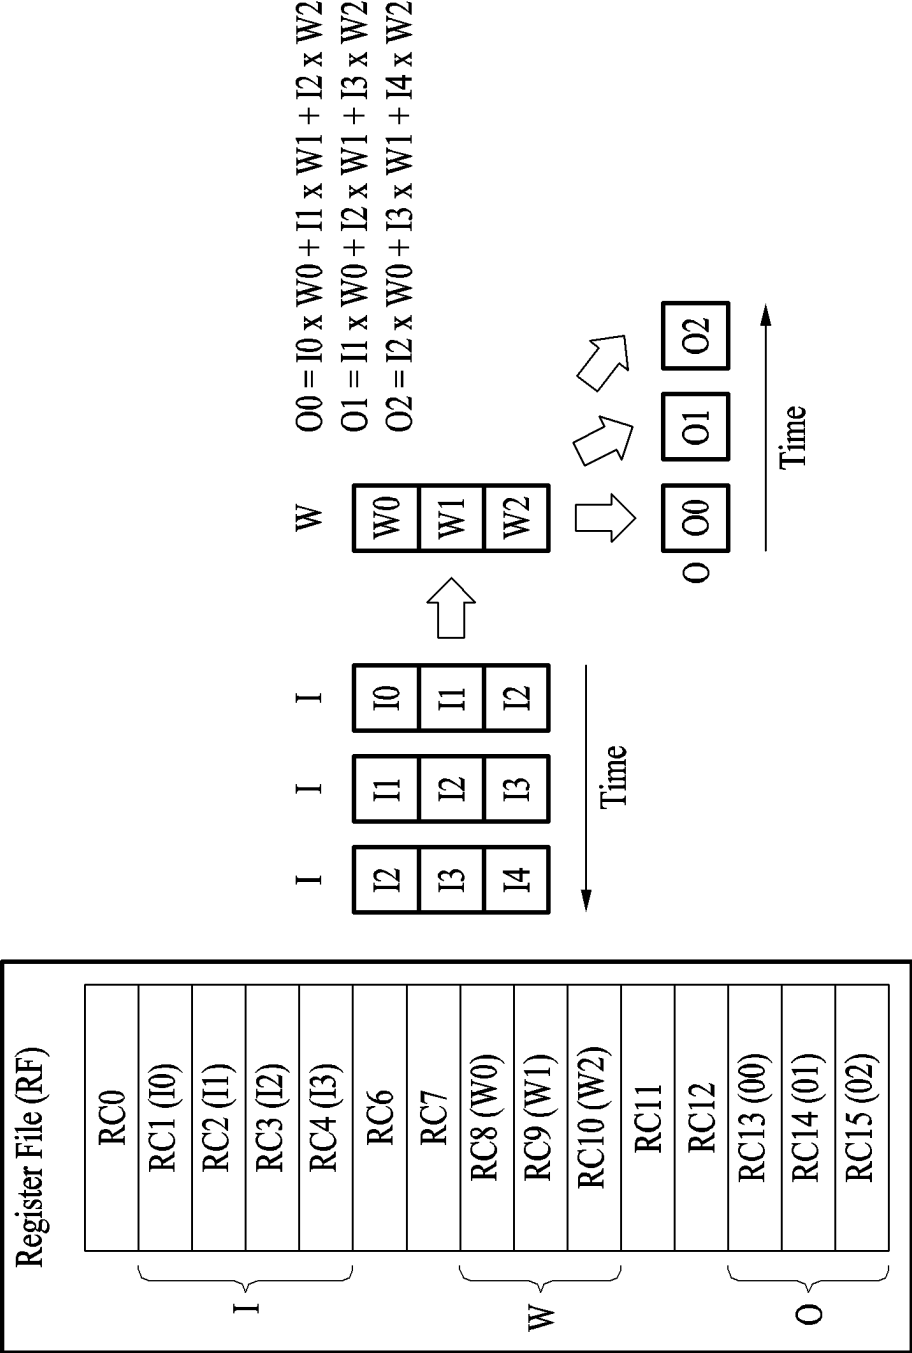 Register File (RF)
RC0
RC1 (I0)
RC2 (I1)
RC3 (I2)
RC4 (I3)
RC6
RC7
RC8 (W0)
RC9 (W1)
RC10 (W2)
RC11
RC12
RC13 (00)
RC14 (01)
RC15 (02)
I
W
O
I I I W
I2 I1 I0 W0
I3 I2 I1 W1
I4 I3 I2 W2
Time
O0 = I0 x W0 + I1 x W1 + I2 x W2
O1 = I1 x W0 + I2 x W1 + I3 x W2
O2 = I2 x W0 + I3 x W1 + I4 x W2
O O0 O1 O2
Time